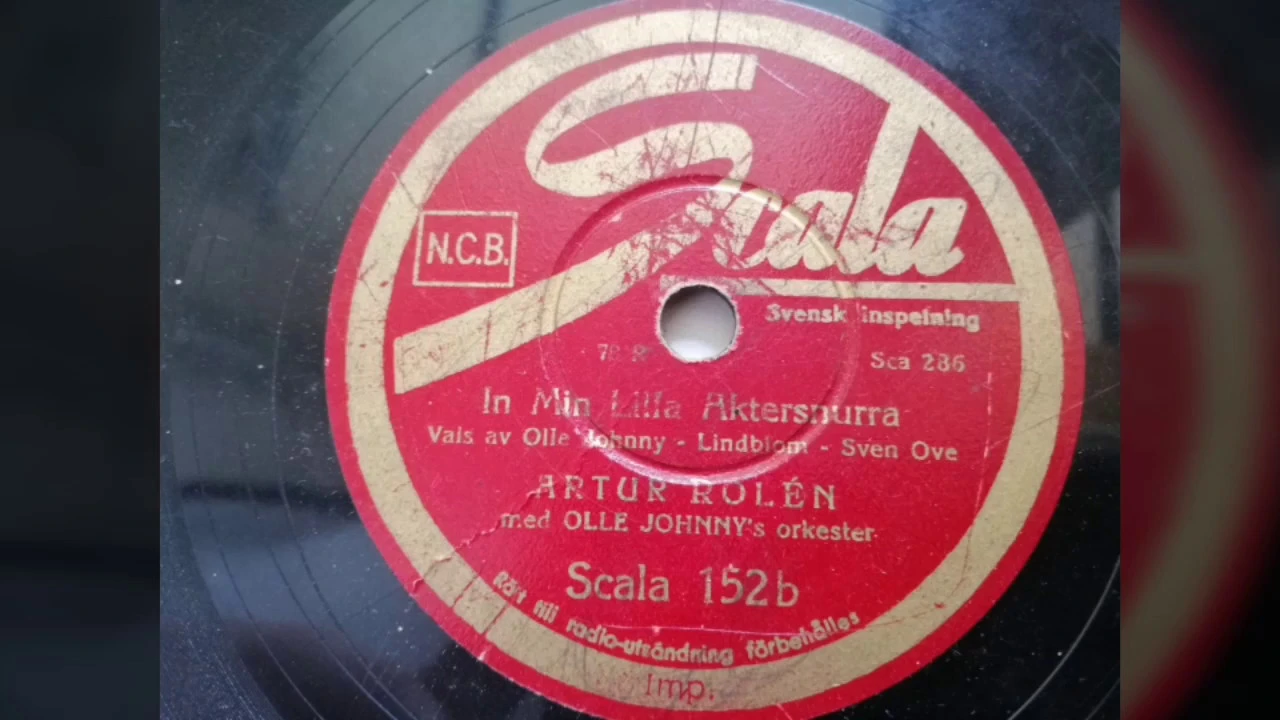 Scala
N.C.B.
Svensk inspelning
78 R
Sca 286
In Min Lilla Aktersnurra
Vals av Olle Johnny - Lindblom - Sven Ove
ARTUR ROLÉN
med OLLE JOHNNY's orkester
Scala 152b
Rätt till radio-utsändning förbehålles
Imp.